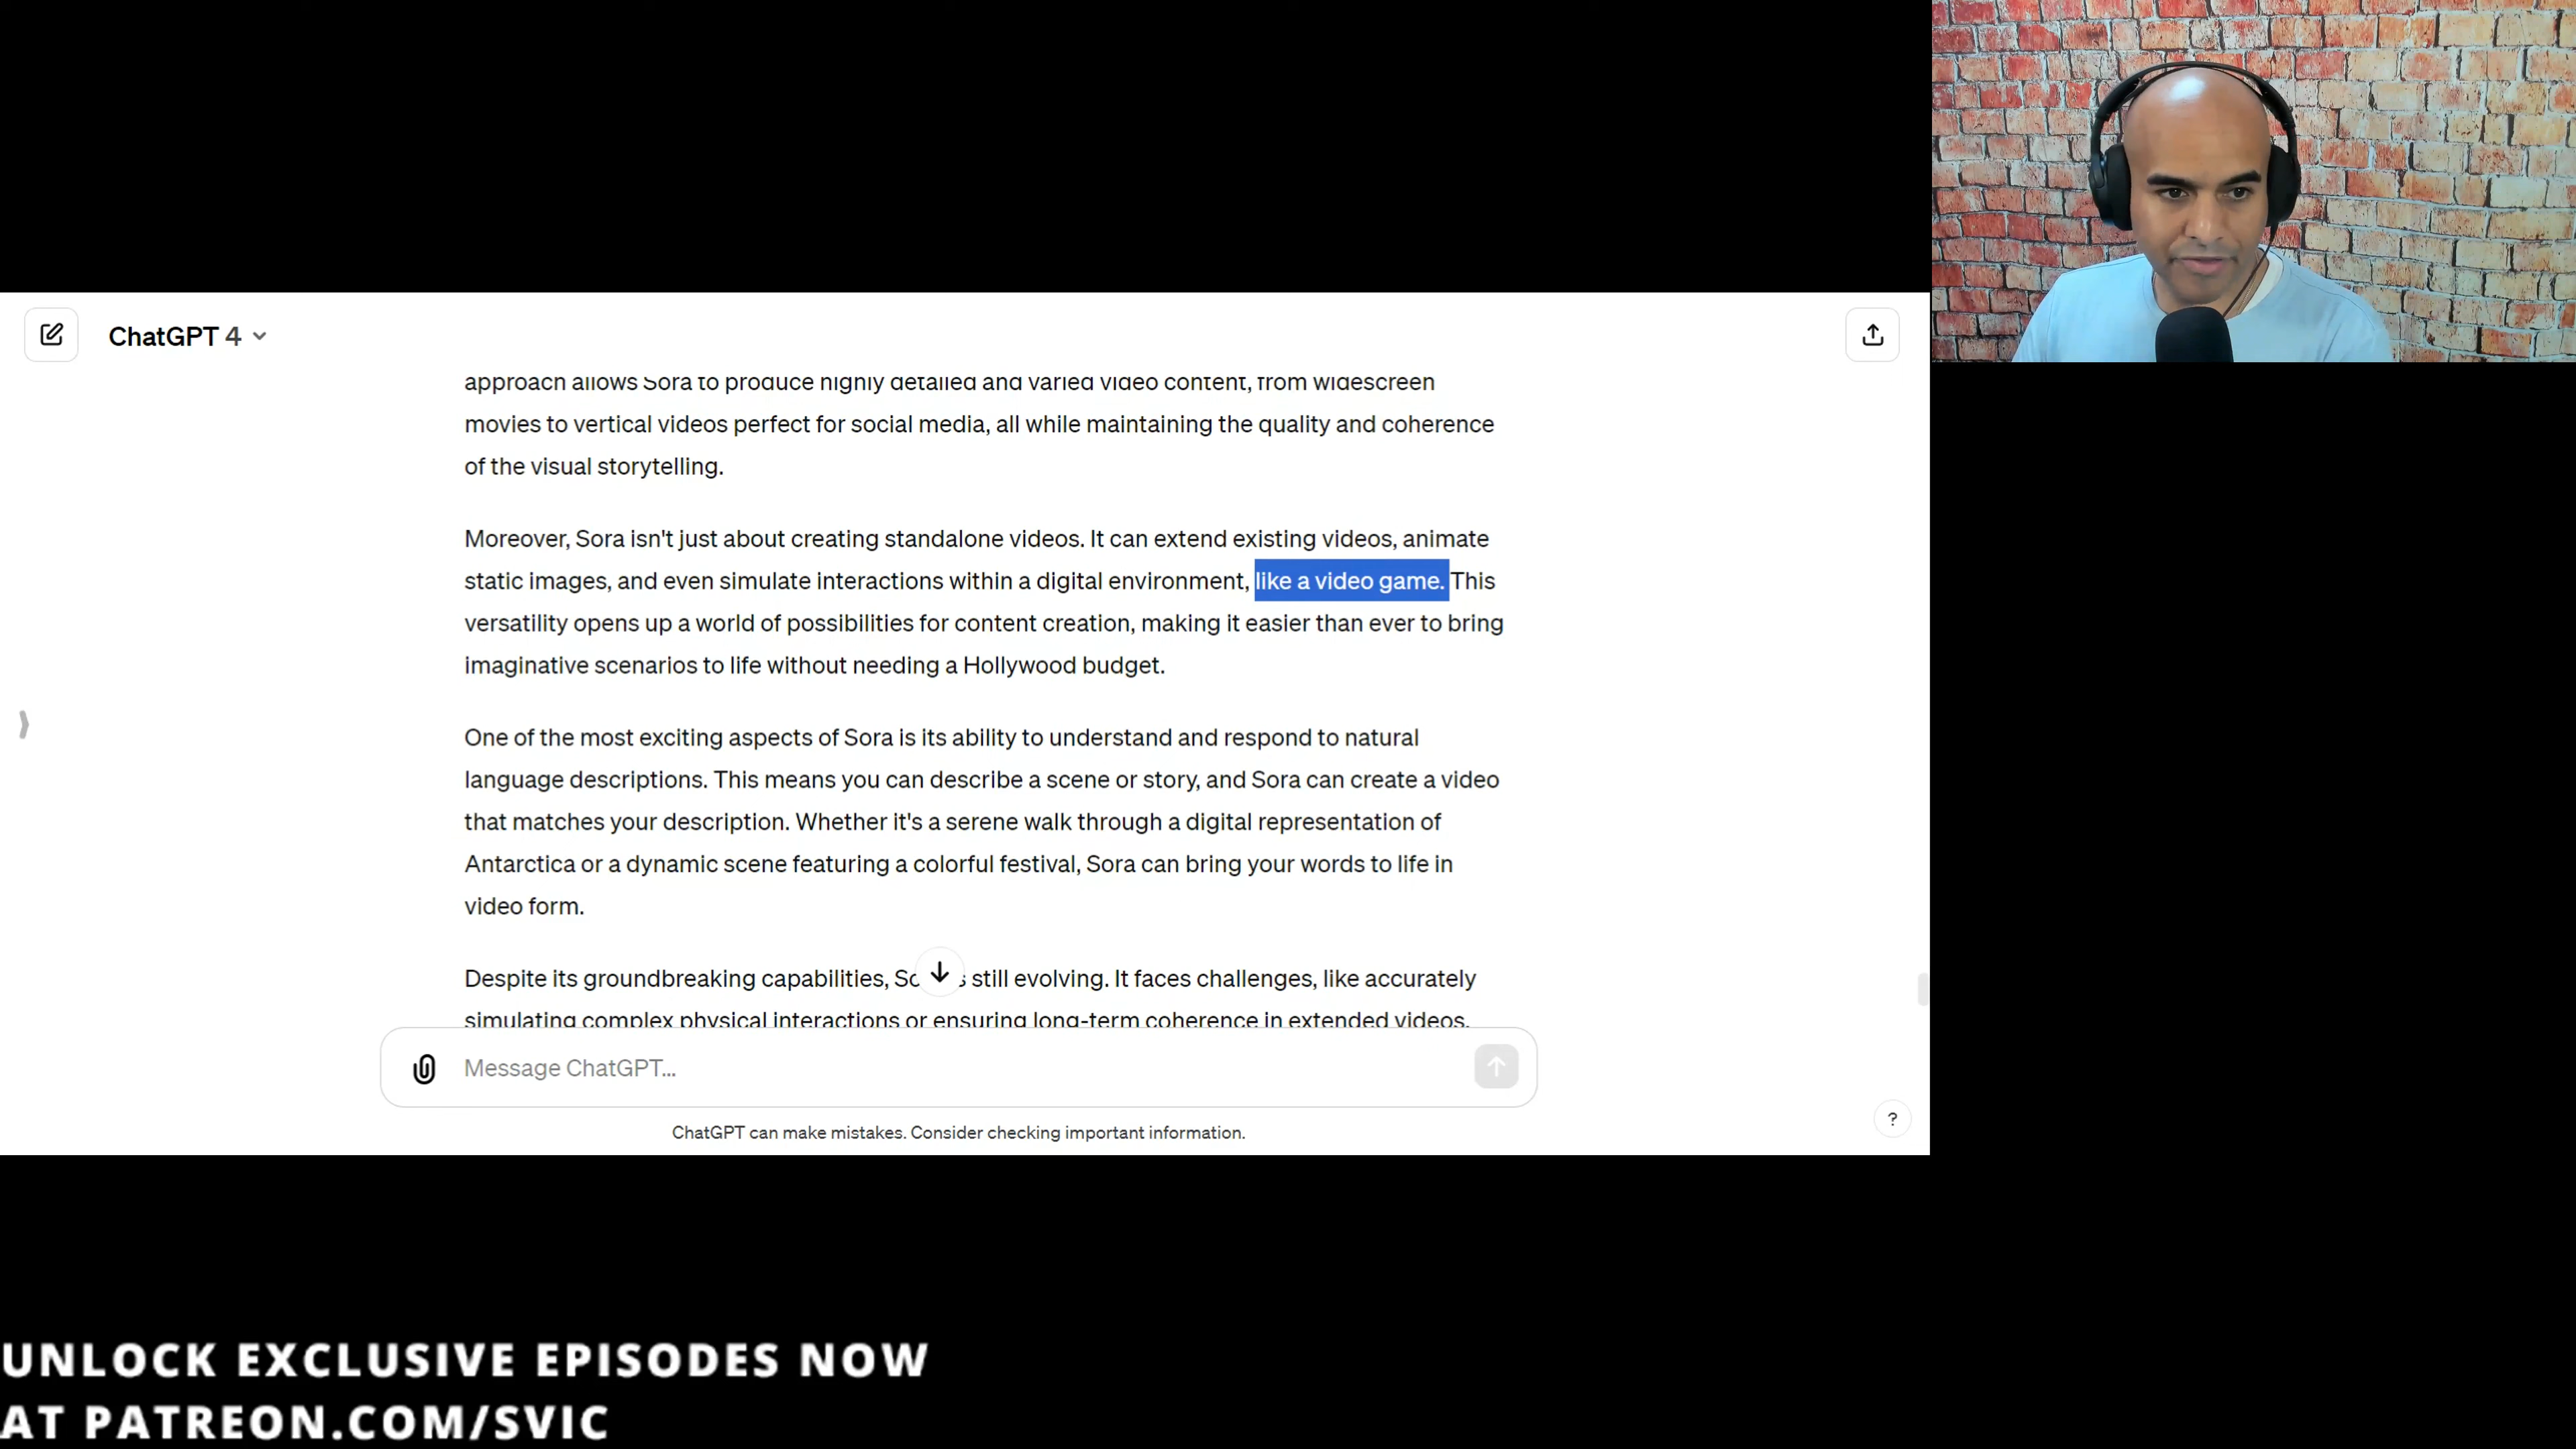 ChatGPT 4
approach allows Sora to produce highly detailed and varied video content, from widescreen
movies to vertical videos perfect for social media, all while maintaining the quality and coherence
of the visual storytelling.
Moreover, Sora isn't just about creating standalone videos. It can extend existing videos, animate
static images, and even simulate interactions within a digital environment, like a video game. This
versatility opens up a world of possibilities for content creation, making it easier than ever to bring
imaginative scenarios to life without needing a Hollywood budget.
One of the most exciting aspects of Sora is its ability to understand and respond to natural
language descriptions. This means you can describe a scene or story, and Sora can create a video
that matches your description. Whether it's a serene walk through a digital representation of
Antarctica or a dynamic scene featuring a colorful festival, Sora can bring your words to life in
video form.
Despite its groundbreaking capabilities, So s still evolving. It faces challenges, like accurately
simulating complex physical interactions or ensuring long-term coherence in extended videos.
Message ChatGPT...
ChatGPT can make mistakes. Consider checking important information.
?
UNLOCK EXCLUSIVE EPISODES NOW
AT PATREON.COM/SVIC